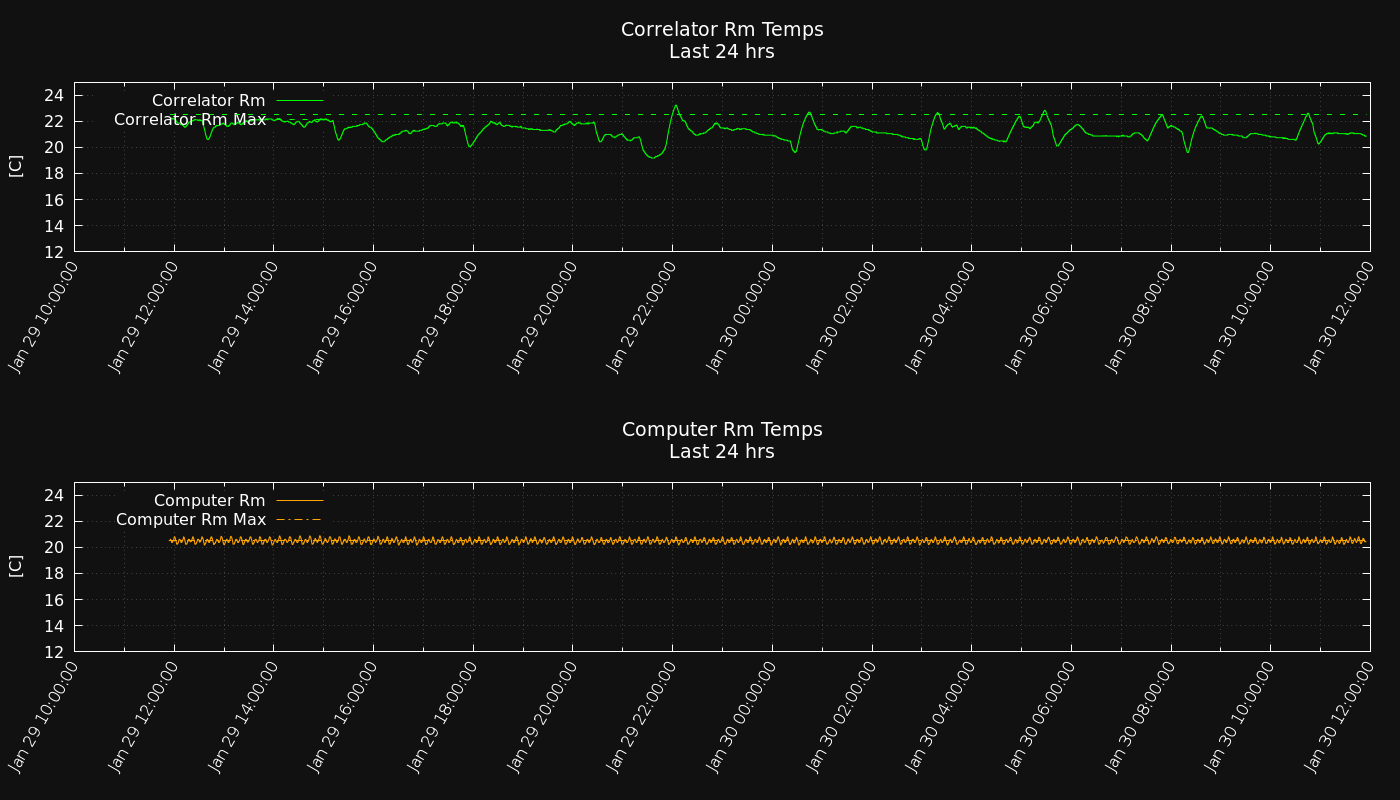 Correlator Rm Temps
Last 24 hrs
Correlator Rm
Correlator Rm Max
24
22
20
18
16
14
12
[C]
Jan 29 10:00:00
Jan 29 12:00:00
Jan 29 14:00:00
Jan 29 16:00:00
Jan 29 18:00:00
Jan 29 20:00:00
Jan 29 22:00:00
Jan 30 00:00:00
Jan 30 02:00:00
Jan 30 04:00:00
Jan 30 06:00:00
Jan 30 08:00:00
Jan 30 10:00:00
Jan 30 12:00:00
Computer Rm Temps
Last 24 hrs
Computer Rm
Computer Rm Max
24
22
20
18
16
14
12
[C]
Jan 29 10:00:00
Jan 29 12:00:00
Jan 29 14:00:00
Jan 29 16:00:00
Jan 29 18:00:00
Jan 29 20:00:00
Jan 29 22:00:00
Jan 30 00:00:00
Jan 30 02:00:00
Jan 30 04:00:00
Jan 30 06:00:00
Jan 30 08:00:00
Jan 30 10:00:00
Jan 30 12:00:00